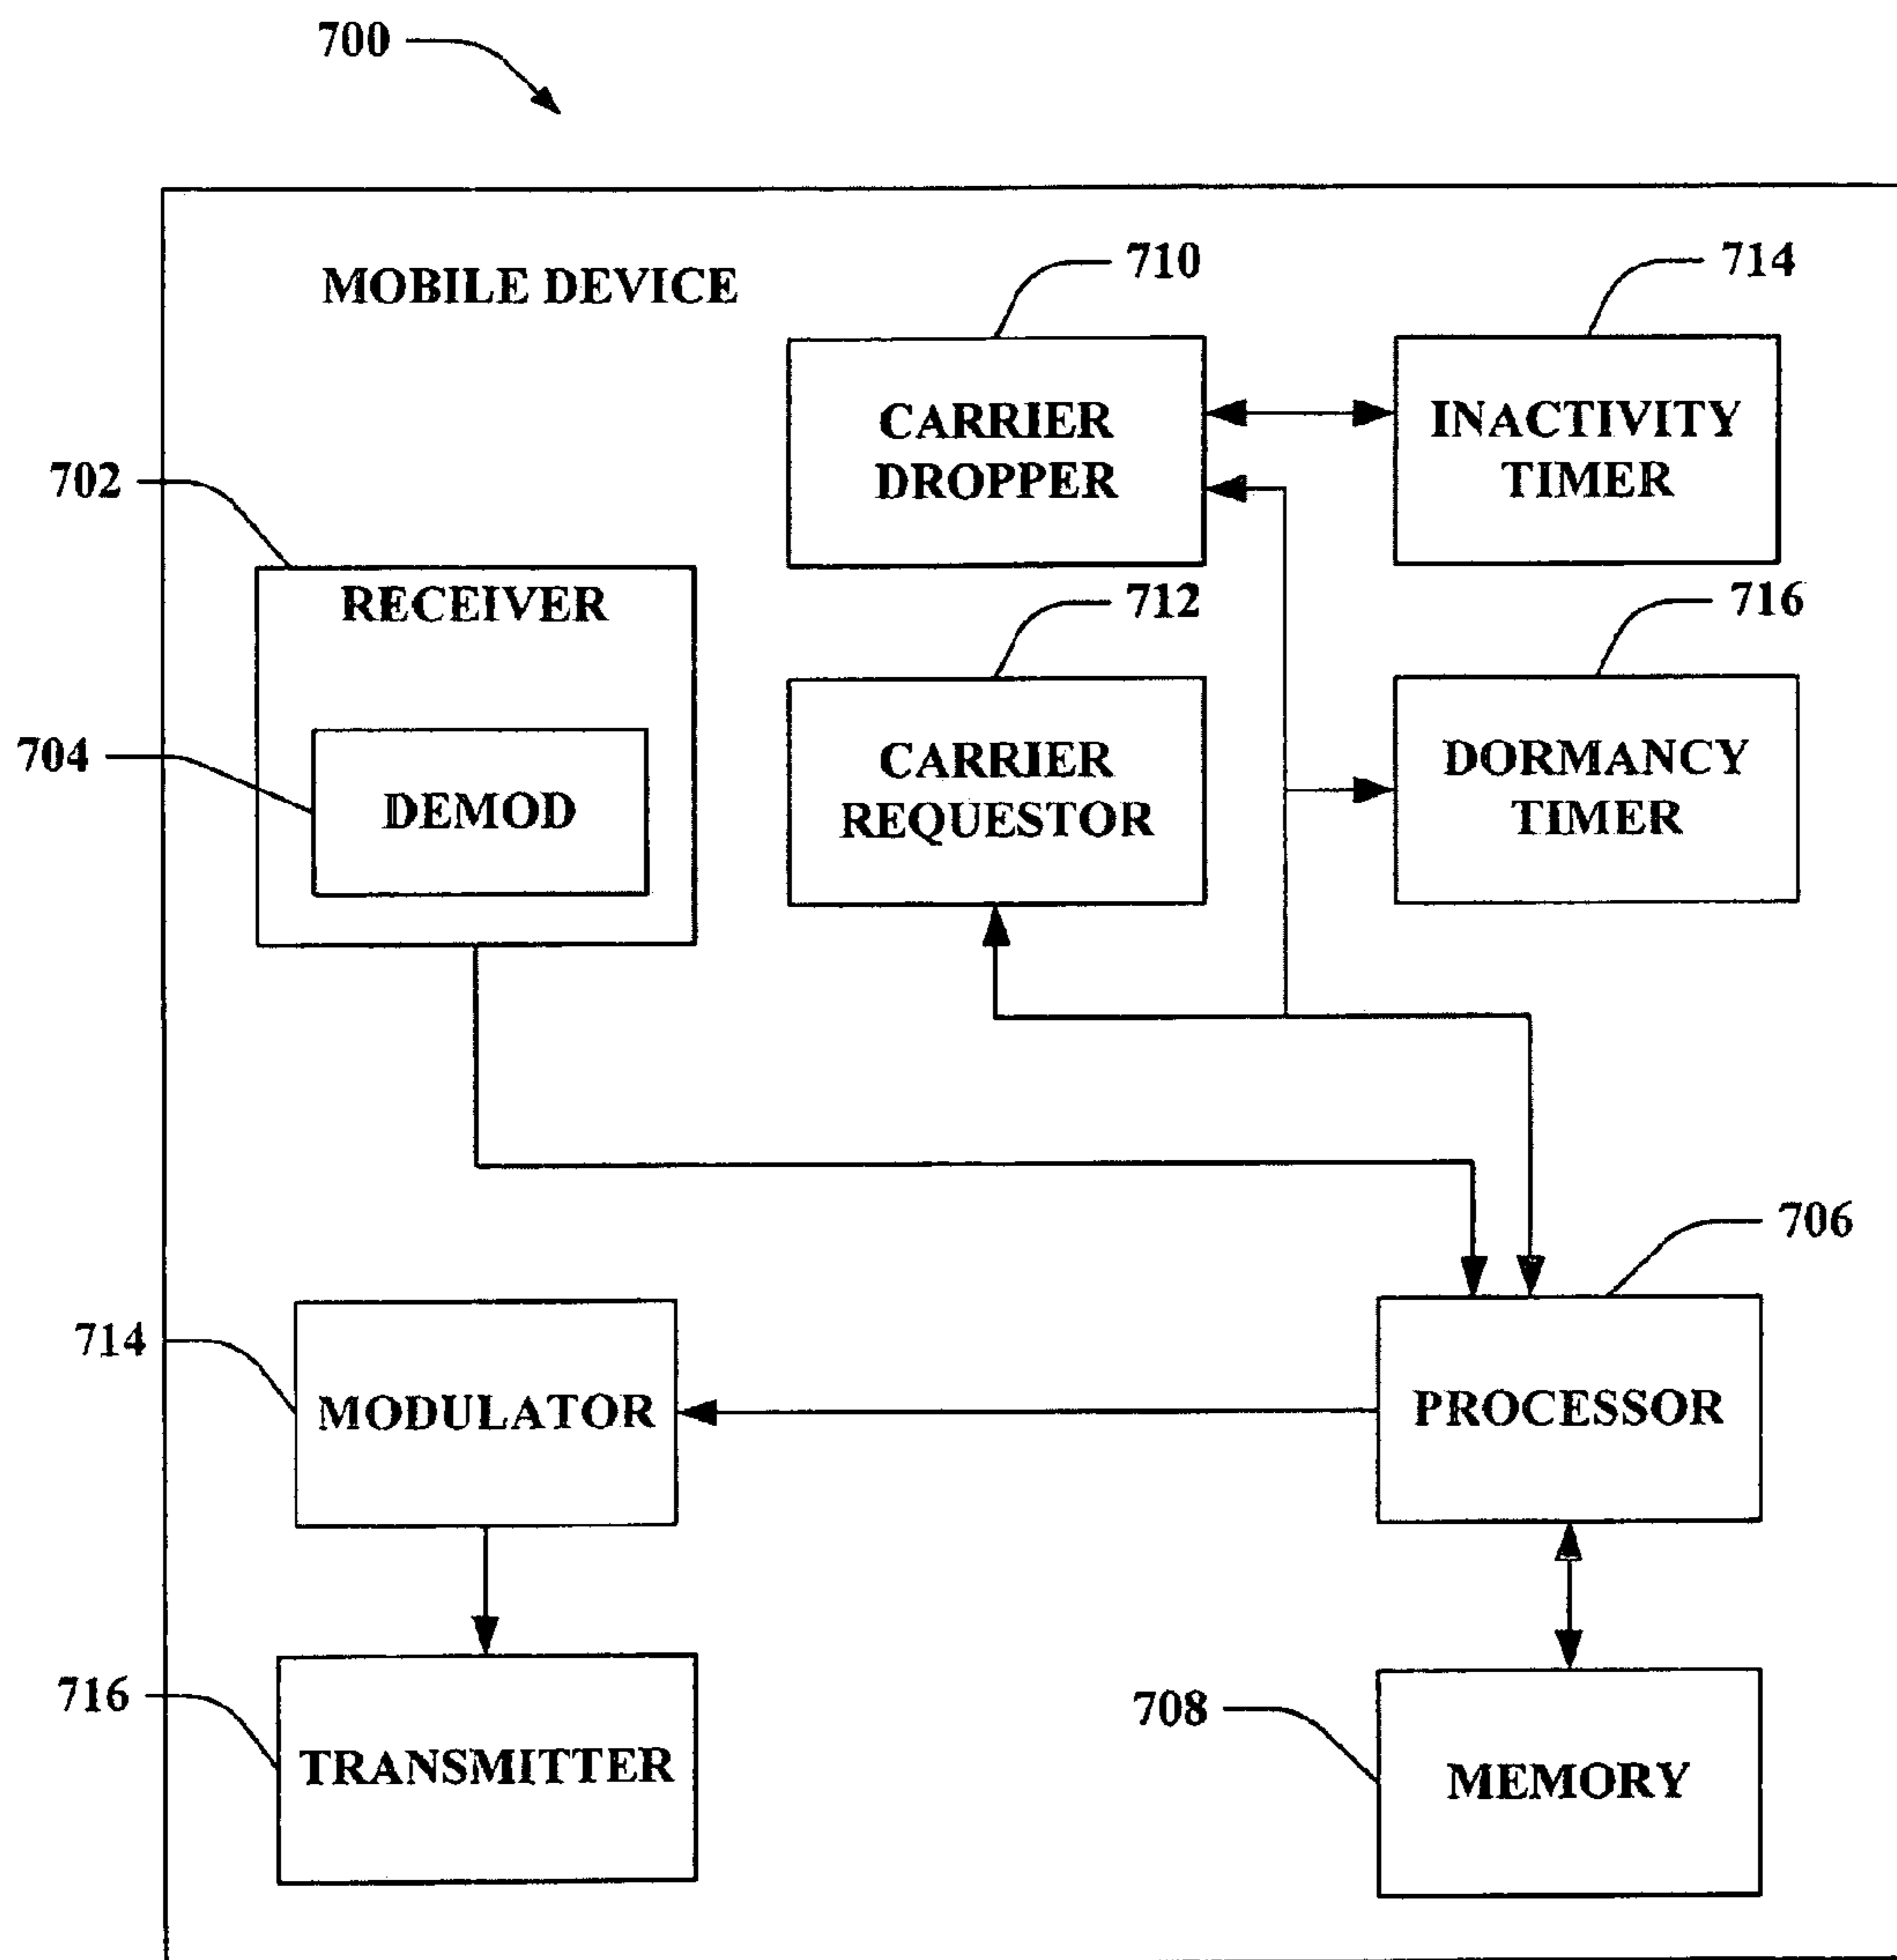 700
MOBILE DEVICE
710
714
CARRIER
DROPPER
INACTIVITY
TIMER
702
RECEIVER
712
716
704
DEMOD
CARRIER
REQUESTOR
DORMANCY
TIMER
706
714
MODULATOR
PROCESSOR
716
TRANSMITTER
708
MEMORY